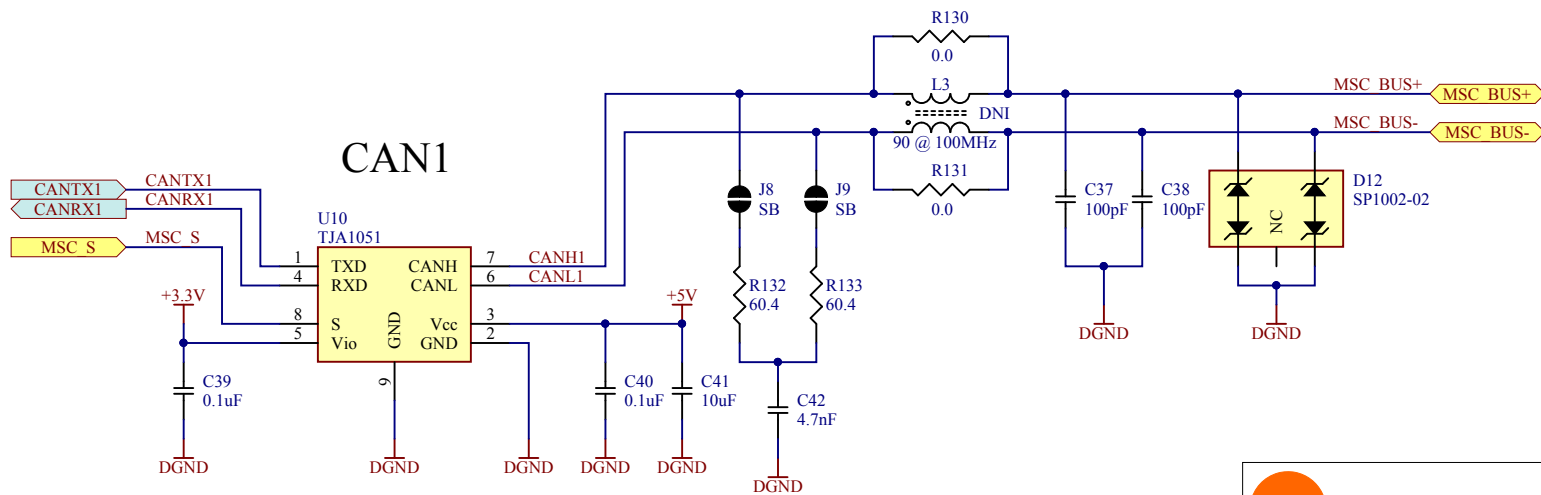 R130
0.0
L3
DNI
90 @ 100MHz
R131
0.0
MSC_BUS+
MSC_BUS+
MSC_BUS-
MSC_BUS-
CAN1
CANTX1
CANTX1
CANRX1
CANRX1
MSC_S
MSC_S
U10
TJA1051
1
TXD
CANH
7
CANH1
4
RXD
CANL
6
CANL1
8
S
Vcc
3
5
Vio
GND
2
GND
9
+3.3V
+5V
J8
SB
J9
SB
R132
60.4
R133
60.4
C37
100pF
C38
100pF
D12
SP1002-02
NC
C39
0.1uF
C40
0.1uF
C41
10uF
C42
4.7nF
DGND
DGND
DGND
DGND
DGND
DGND
DGND
DGND